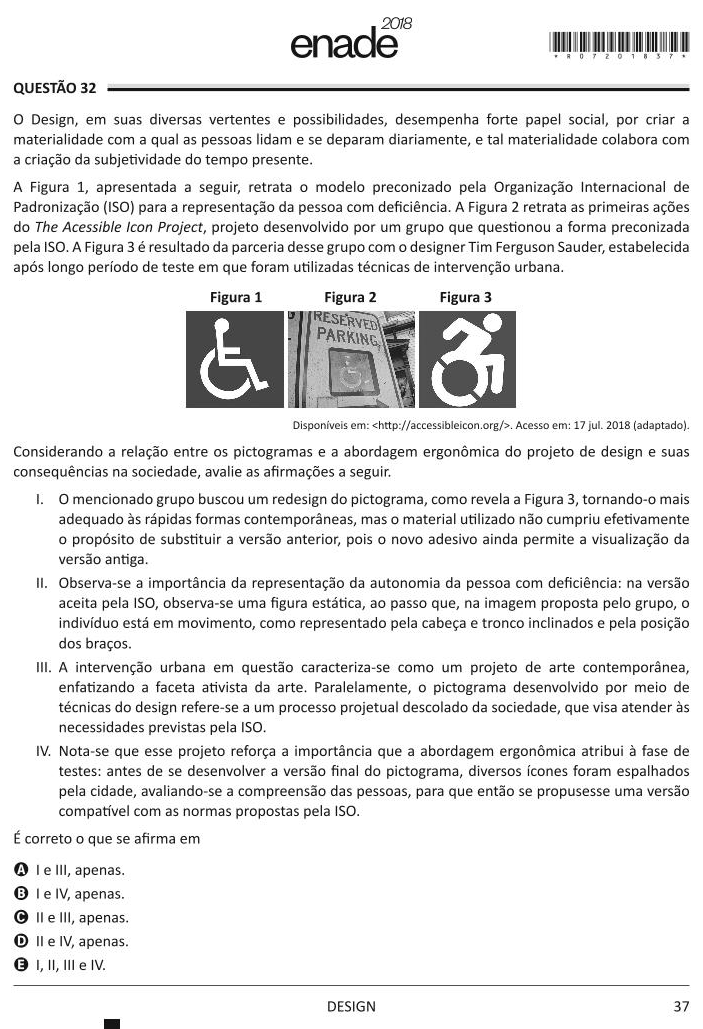 enade 2018
* R 0 7 2 0 1 8 3 7 *
QUESTÃO 32
O Design, em suas diversas vertentes e possibilidades, desempenha forte papel social, por criar a
materialidade com a qual as pessoas lidam e se deparam diariamente, e tal materialidade colabora com
a criação da subjetividade do tempo presente.
A Figura 1, apresentada a seguir, retrata o modelo preconizado pela Organização Internacional de
Padronização (ISO) para a representação da pessoa com deficiência. A Figura 2 retrata as primeiras ações
do The Acessible Icon Project, projeto desenvolvido por um grupo que questionou a forma preconizada
pela ISO. A Figura 3 é resultado da parceria desse grupo com o designer Tim Ferguson Sauder, estabelecida
após longo período de teste em que foram utilizadas técnicas de intervenção urbana.
Figura 1 Figura 2 Figura 3
RESERVED
PARKING
Disponíveis em: <http://accessibleicon.org/>. Acesso em: 17 jul. 2018 (adaptado).
Considerando a relação entre os pictogramas e a abordagem ergonômica do projeto de design e suas
consequências na sociedade, avalie as afirmações a seguir.
I. O mencionado grupo buscou um redesign do pictograma, como revela a Figura 3, tornando-o mais
adequado às rápidas formas contemporâneas, mas o material utilizado não cumpriu efetivamente
o propósito de substituir a versão anterior, pois o novo adesivo ainda permite a visualização da
versão antiga.
II. Observa-se a importância da representação da autonomia da pessoa com deficiência: na versão
aceita pela ISO, observa-se uma figura estática, ao passo que, na imagem proposta pelo grupo, o
indivíduo está em movimento, como representado pela cabeça e tronco inclinados e pela posição
dos braços.
III. A intervenção urbana em questão caracteriza-se como um projeto de arte contemporânea,
enfatizando a faceta ativista da arte. Paralelamente, o pictograma desenvolvido por meio de
técnicas do design refere-se a um processo projetual descolado da sociedade, que visa atender às
necessidades previstas pela ISO.
IV. Nota-se que esse projeto reforça a importância que a abordagem ergonômica atribui à fase de
testes: antes de se desenvolver a versão final do pictograma, diversos ícones foram espalhados
pela cidade, avaliando-se a compreensão das pessoas, para que então se propusesse uma versão
compatível com as normas propostas pela ISO.
É correto o que se afirma em
A I e III, apenas.
B I e IV, apenas.
C II e III, apenas.
D II e IV, apenas.
E I, II, III e IV.
DESIGN 37